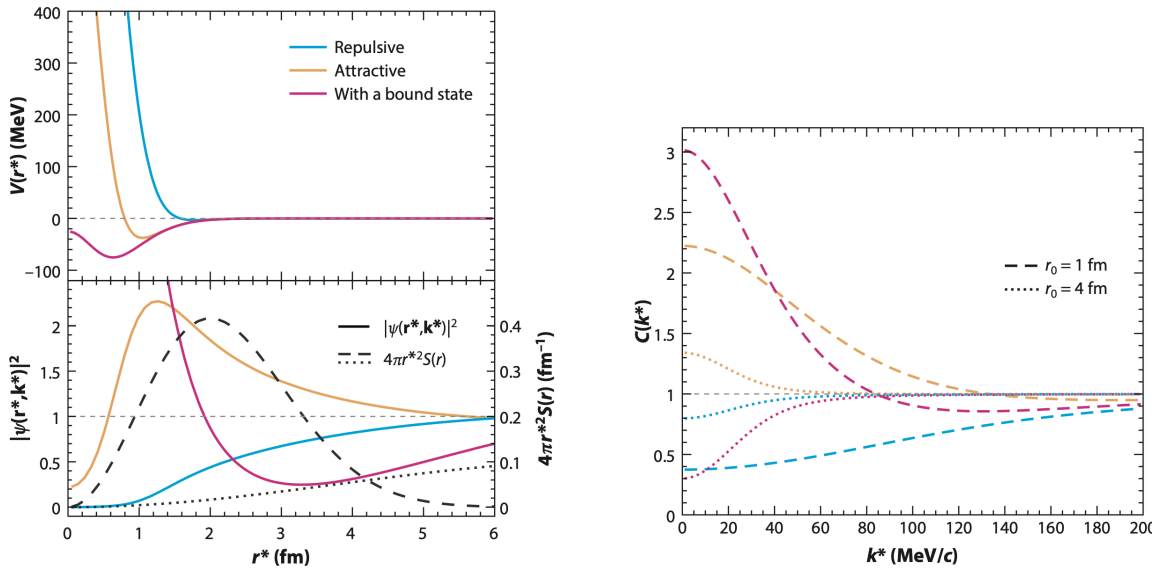 400
300
200
100
0
−100
V(r*) (MeV)
Repulsive
Attractive
With a bound state
2
1.5
1
0.5
0
|ψ(r*,k*)|²
|ψ(r*,k*)|²
4πr*²S(r)
0.4
0.3
0.2
0.1
0
4πr*²S(r) (fm⁻¹)
0 1 2 3 4 5 6
r* (fm)
3
2.5
2
1.5
1
0.5
0
C(k*)
r₀ = 1 fm
r₀ = 4 fm
0 20 40 60 80 100 120 140 160 180 200
k* (MeV/c)